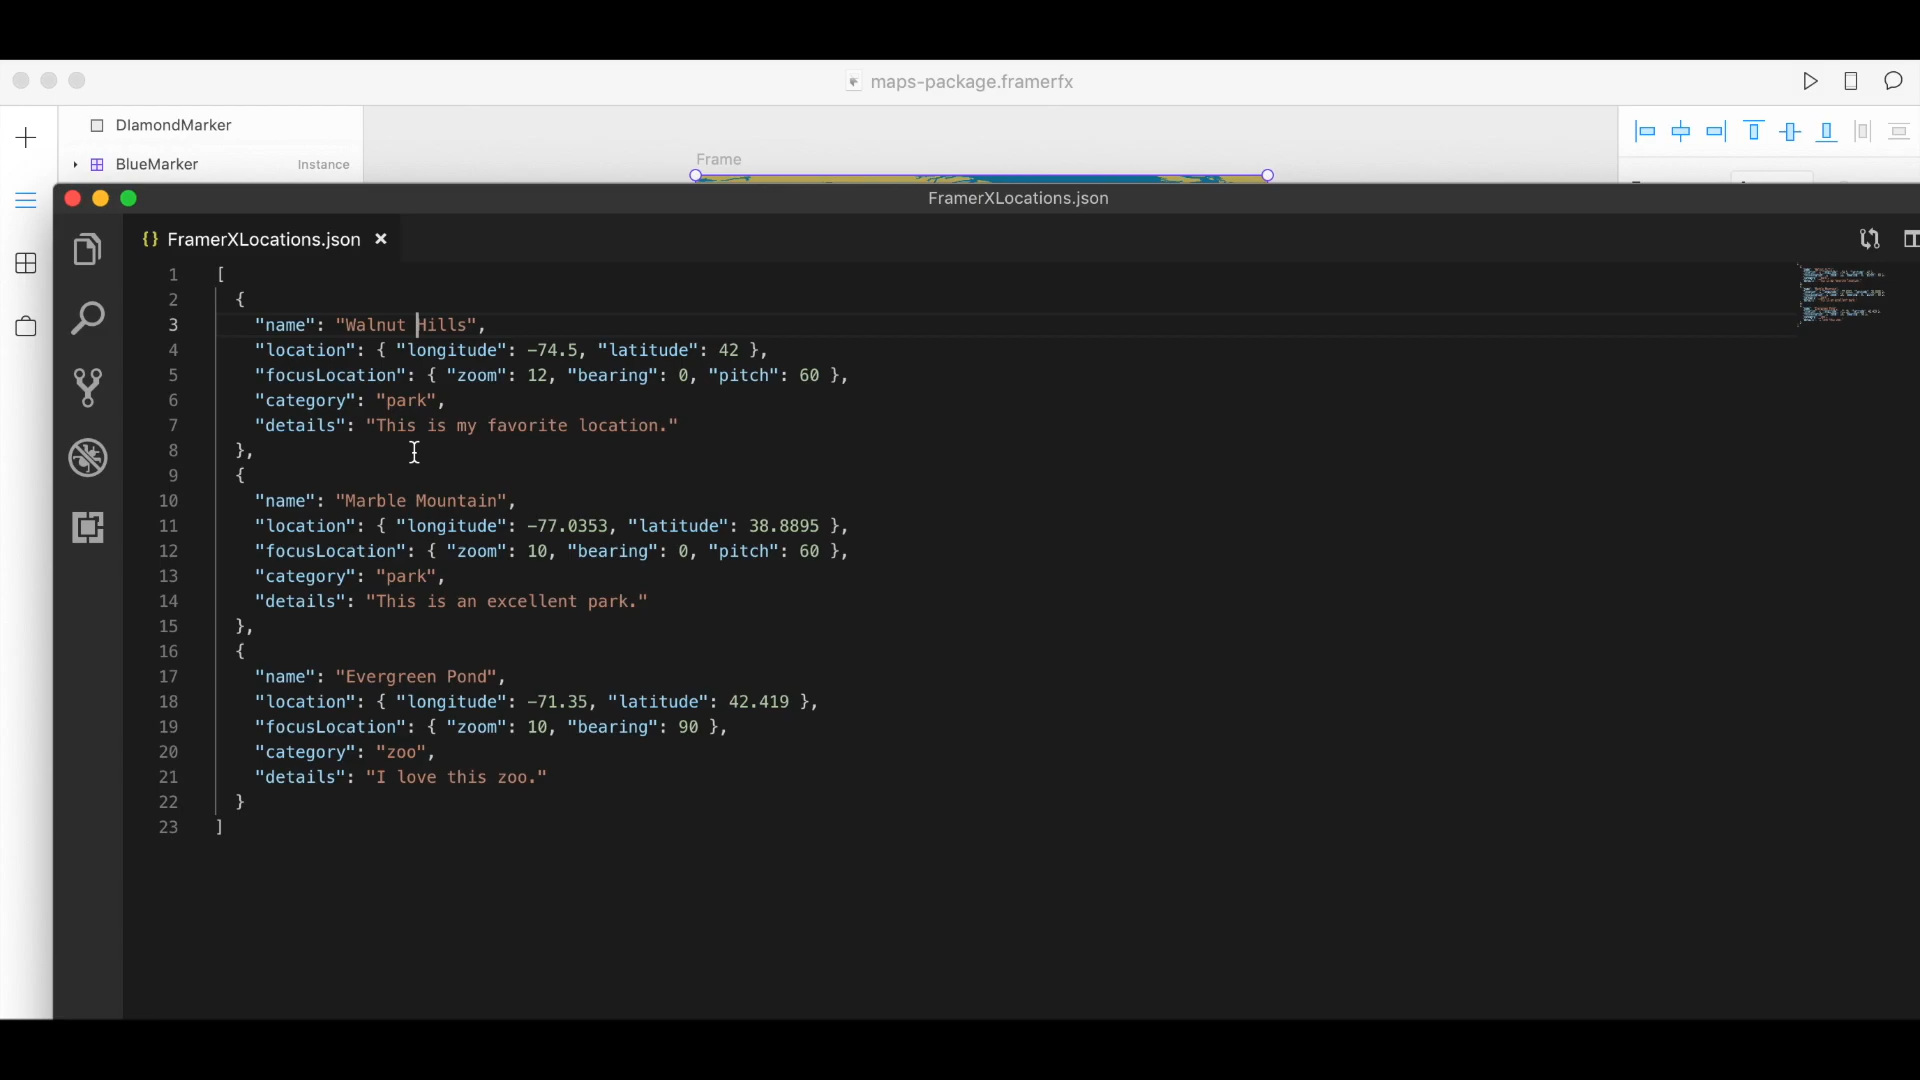 maps-package.framerfx
DIamondMarker
BlueMarker Instance
Frame
FramerXLocations.json
{} FramerXLocations.json ×
1 [
2 {
3 "name": "Walnut Hills",
4 "location": { "longitude": -74.5, "latitude": 42 },
5 "focusLocation": { "zoom": 12, "bearing": 0, "pitch": 60 },
6 "category": "park",
7 "details": "This is my favorite location."
8 },
9 {
10 "name": "Marble Mountain",
11 "location": { "longitude": -77.0353, "latitude": 38.8895 },
12 "focusLocation": { "zoom": 10, "bearing": 0, "pitch": 60 },
13 "category": "park",
14 "details": "This is an excellent park."
15 },
16 {
17 "name": "Evergreen Pond",
18 "location": { "longitude": -71.35, "latitude": 42.419 },
19 "focusLocation": { "zoom": 10, "bearing": 90 },
20 "category": "zoo",
21 "details": "I love this zoo."
22 }
23 ]